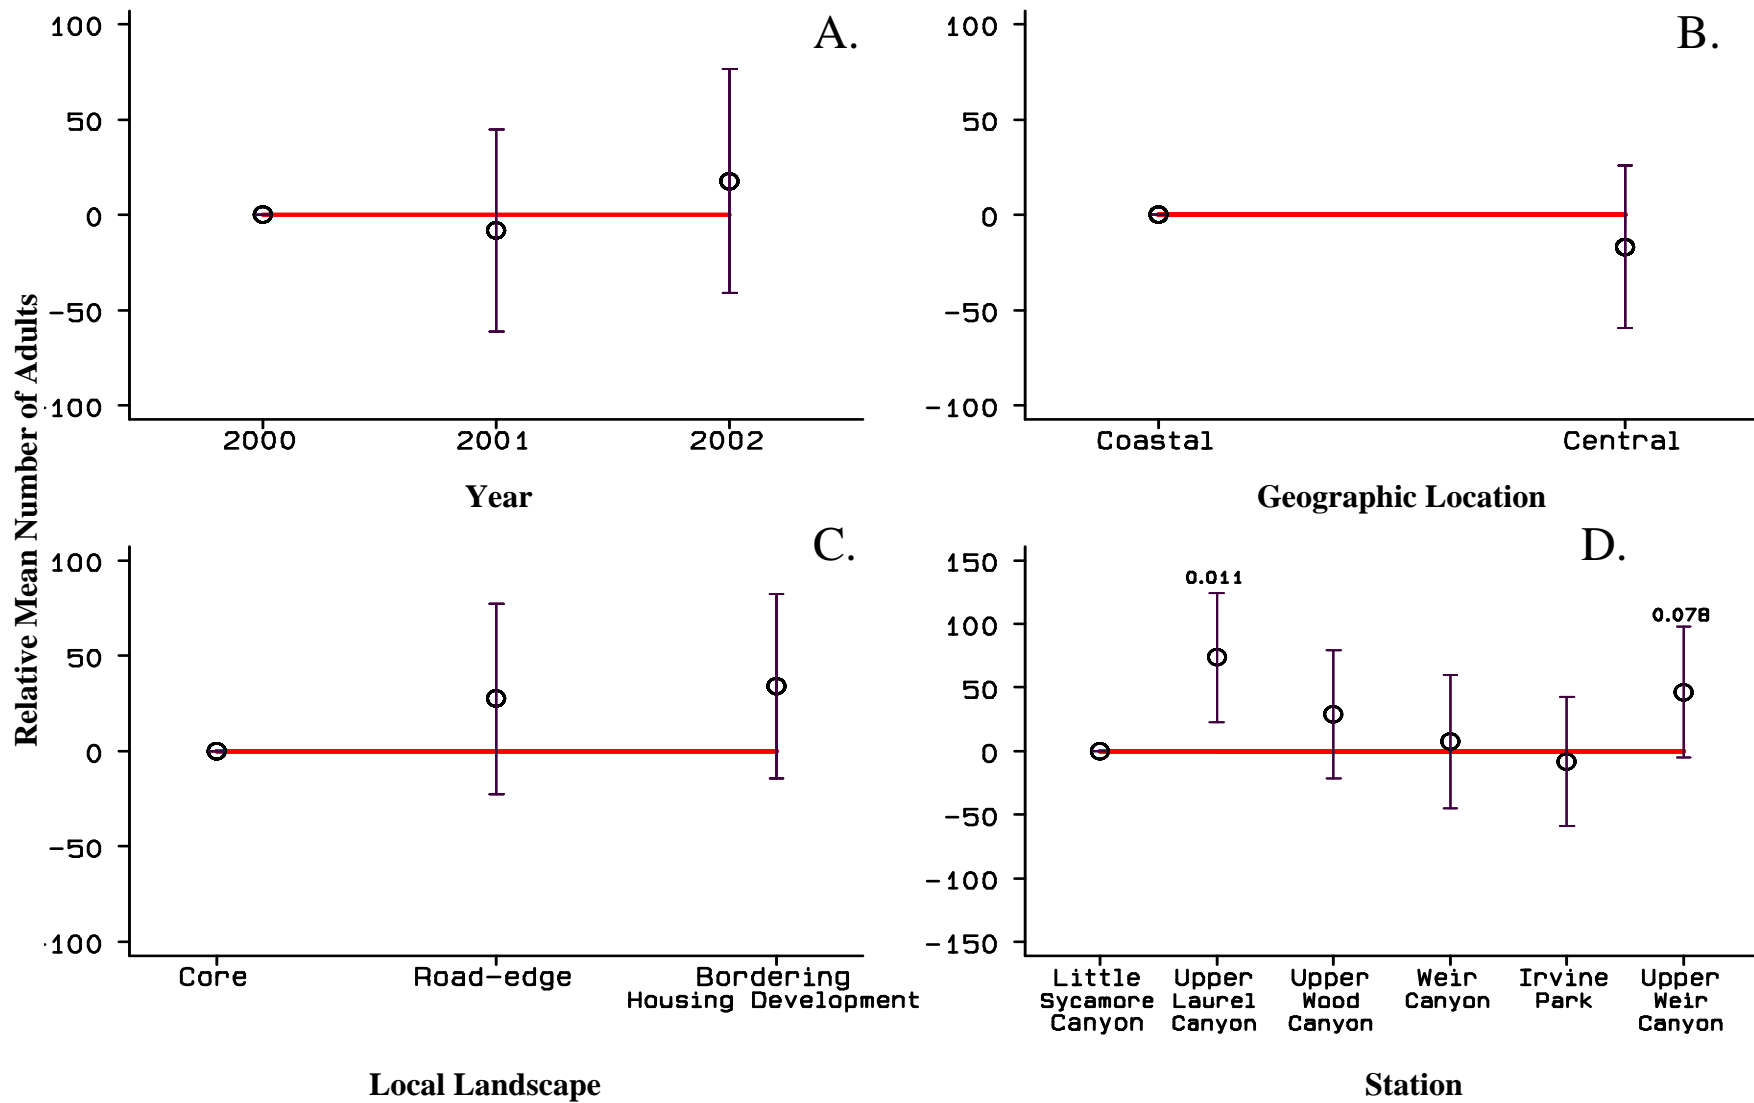 A.
100
50
0
-50
·100
2000 2001 2002
Year
B.
100
50
0
-50
-100
Coastal Central
Geographic Location
Relative Mean Number of Adults
C.
100
50
0
-50
·100
Core Road-edge Bordering
Housing Development
Local Landscape
D.
150
100
50
0
-50
-100
-150
0.011
0.078
Little Upper Upper Weir Irvine Upper
Sycamore Laurel Wood Canyon Park Weir
Canyon Canyon Canyon Canyon
Station